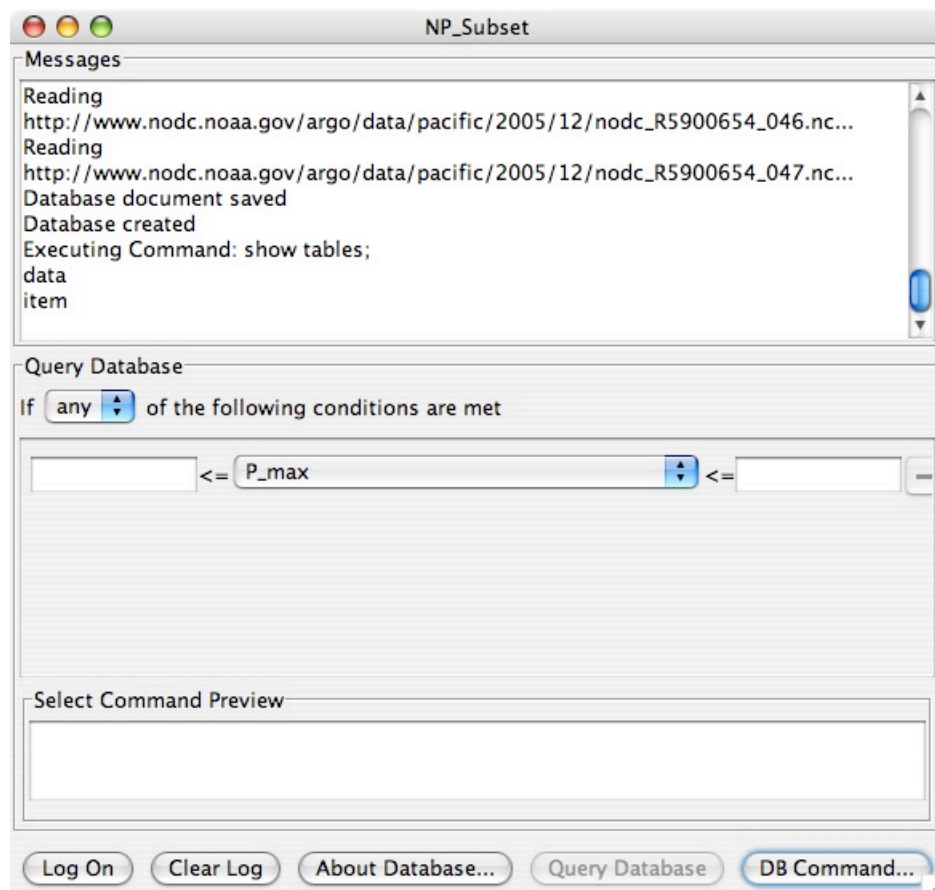 NP_Subset
Messages
Reading
http://www.nodc.noaa.gov/argo/data/pacific/2005/12/nodc_R5900654_046.nc...
Reading
http://www.nodc.noaa.gov/argo/data/pacific/2005/12/nodc_R5900654_047.nc...
Database document saved
Database created
Executing Command: show tables;
data
item
Query Database
If any of the following conditions are met
<= P_max <= −
Select Command Preview
Log On Clear Log About Database... Query Database DB Command...